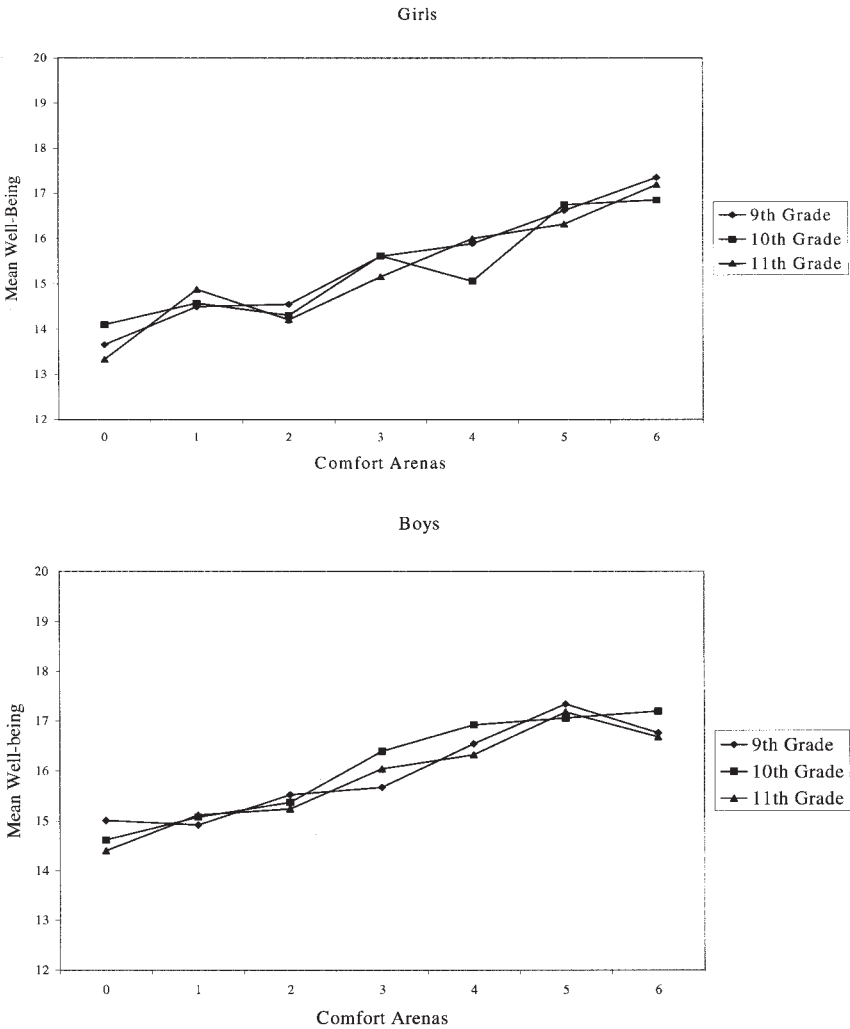 Girls
20
19
18
17
16
15
14
13
12
Mean Well-Being
0 1 2 3 4 5 6
Comfort Arenas
9th Grade
10th Grade
11th Grade
Boys
20
19
18
17
16
15
14
13
12
Mean Well-being
0 1 2 3 4 5 6
Comfort Arenas
9th Grade
10th Grade
11th Grade